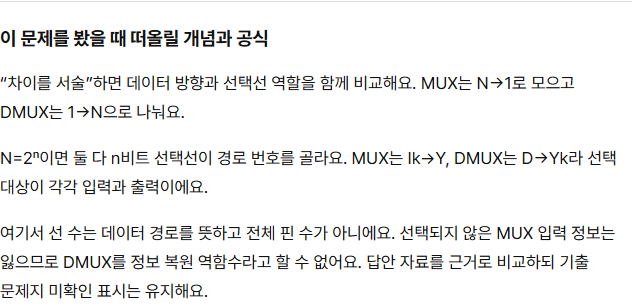 이 문제를 봤을 때 떠올릴 개념과 공식
“차이를 서술”하면 데이터 방향과 선택선 역할을 함께 비교해요. MUX는 N→1로 모으고
DMUX는 1→N으로 나눠요.
N=2ⁿ이면 둘 다 n비트 선택선이 경로 번호를 골라요. MUX는 Ik→Y, DMUX는 D→Yk라 선택
대상이 각각 입력과 출력이에요.
여기서 선 수는 데이터 경로를 뜻하고 전체 핀 수가 아니에요. 선택되지 않은 MUX 입력 정보는
잃으므로 DMUX를 정보 복원 역함수라고 할 수 없어요. 답안 자료를 근거로 비교하되 기출
문제지 미확인 표시는 유지해요.